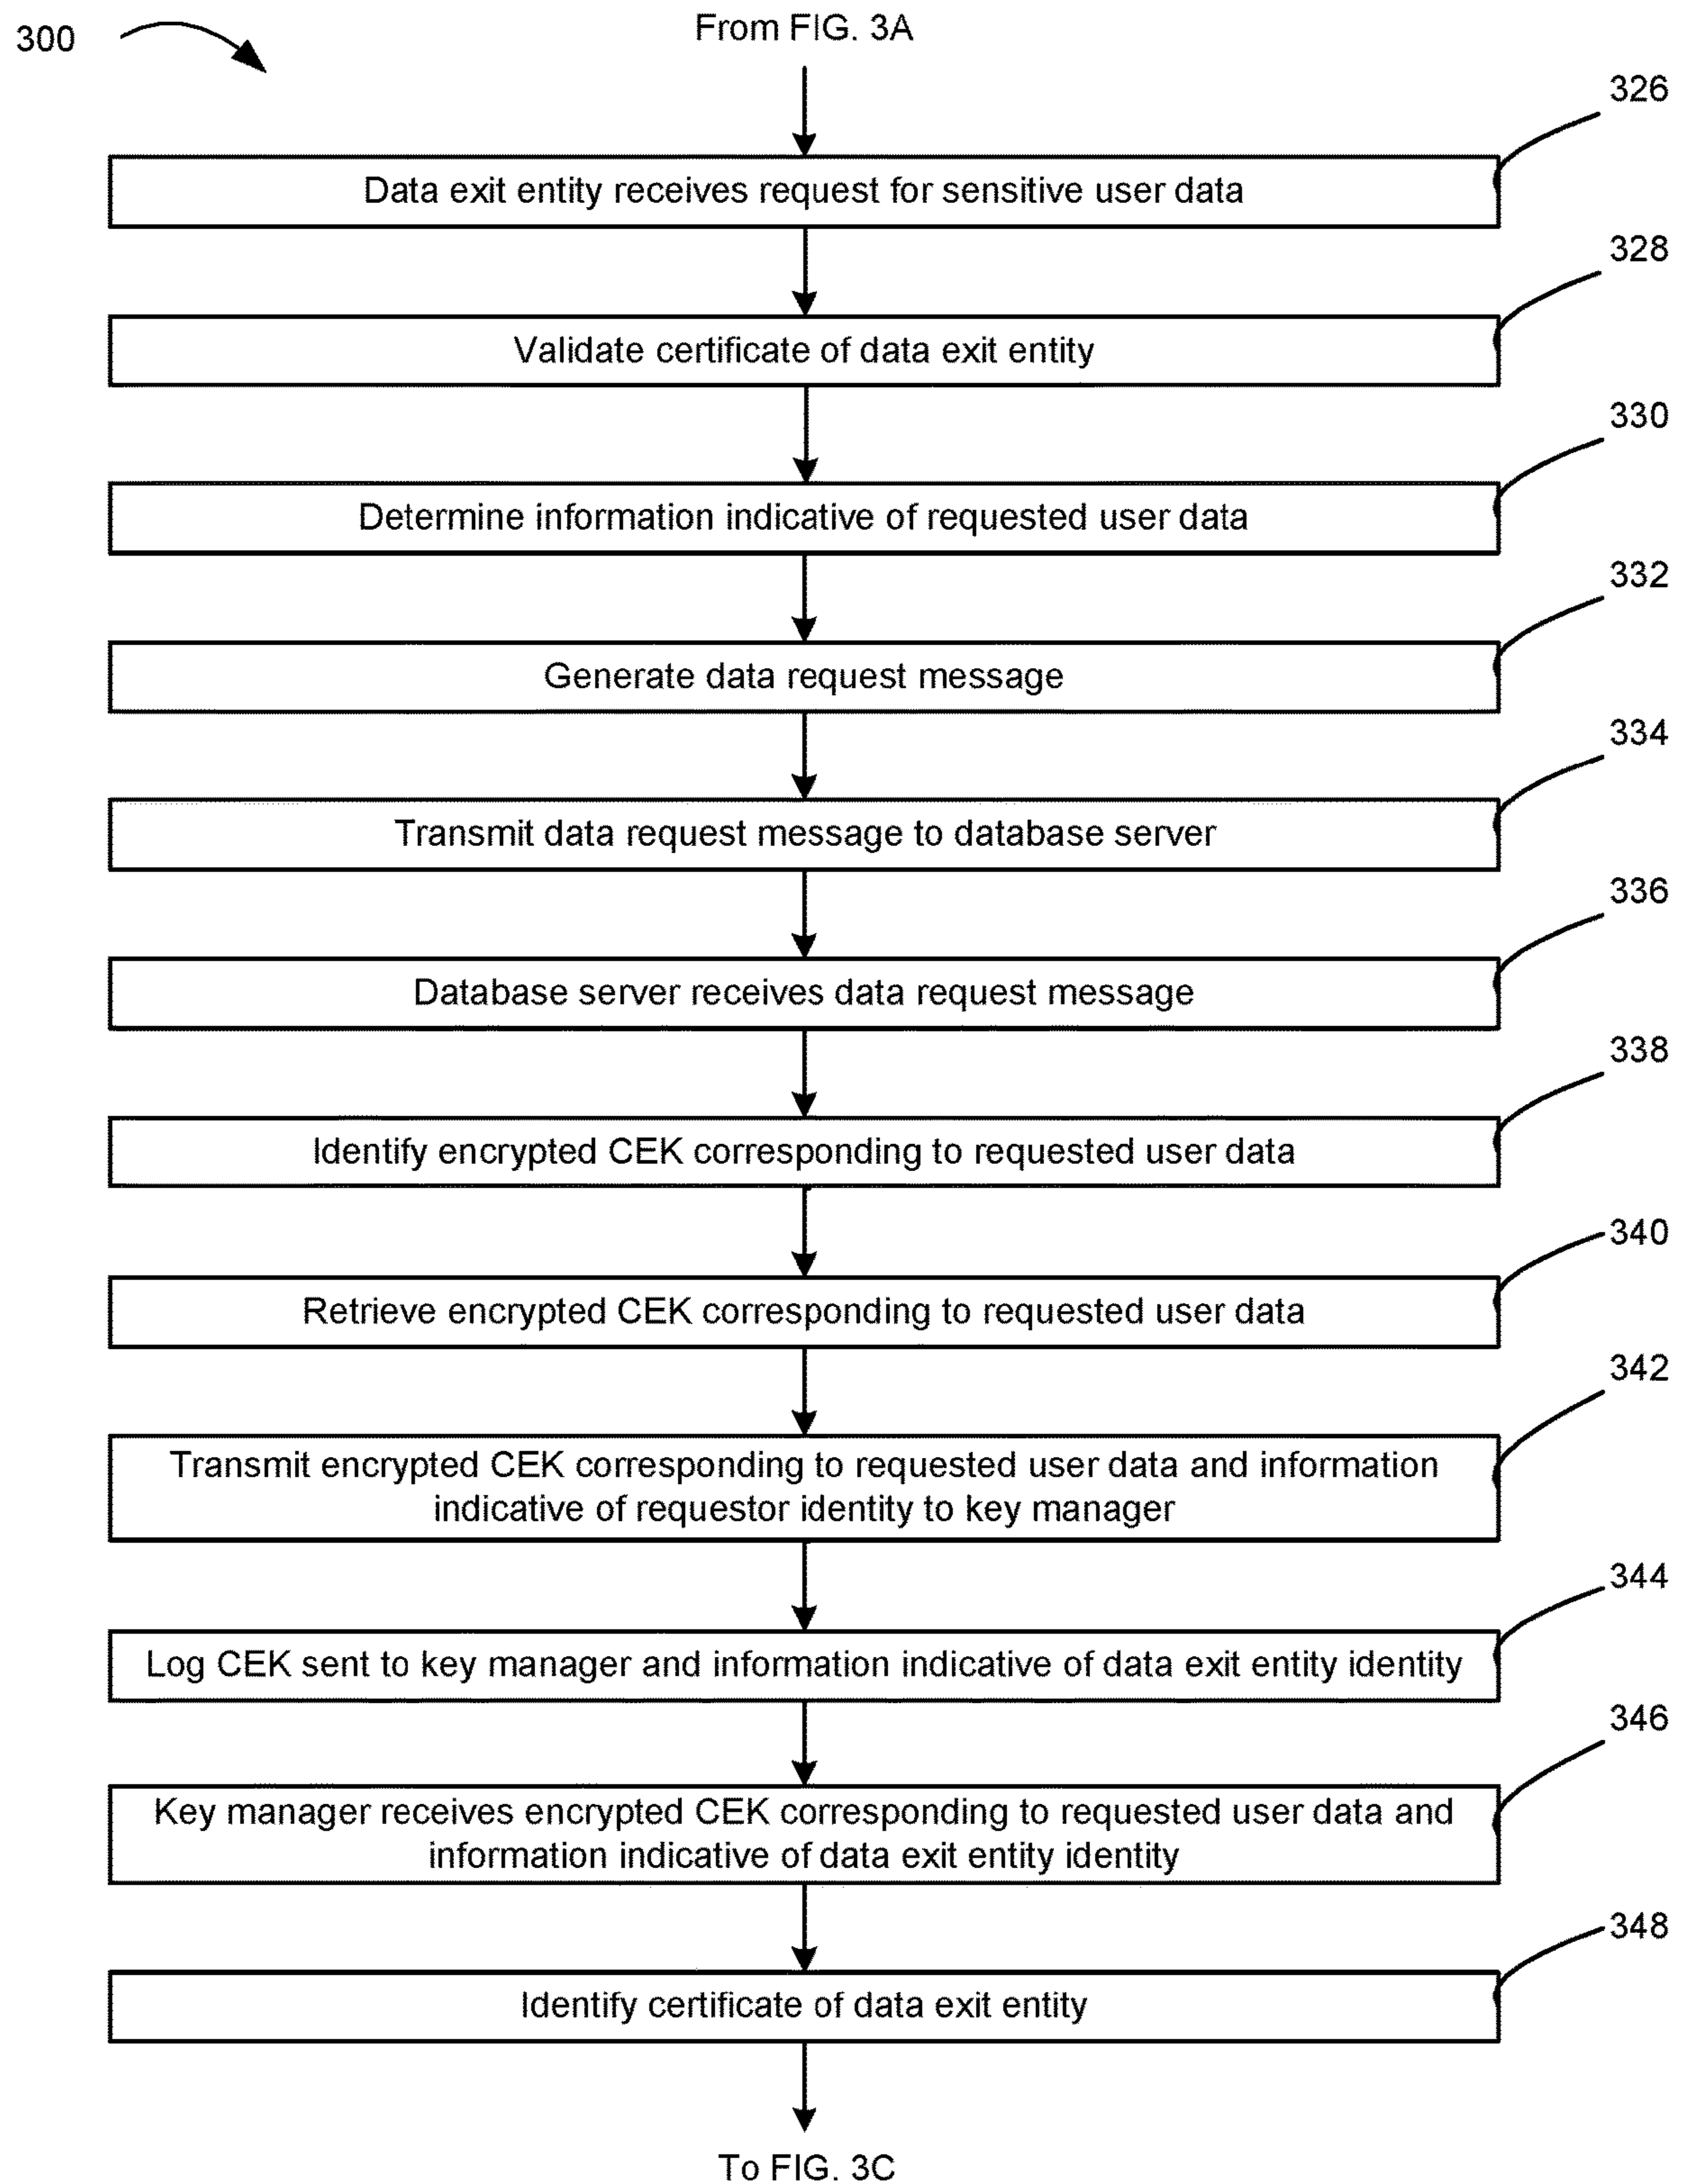 300
From FIG. 3A
326
Data exit entity receives request for sensitive user data
328
Validate certificate of data exit entity
330
Determine information indicative of requested user data
332
Generate data request message
334
Transmit data request message to database server
336
Database server receives data request message
338
Identify encrypted CEK corresponding to requested user data
340
Retrieve encrypted CEK corresponding to requested user data
342
Transmit encrypted CEK corresponding to requested user data and information
indicative of requestor identity to key manager
344
Log CEK sent to key manager and information indicative of data exit entity identity
346
Key manager receives encrypted CEK corresponding to requested user data and
information indicative of data exit entity identity
348
Identify certificate of data exit entity
To FIG. 3C